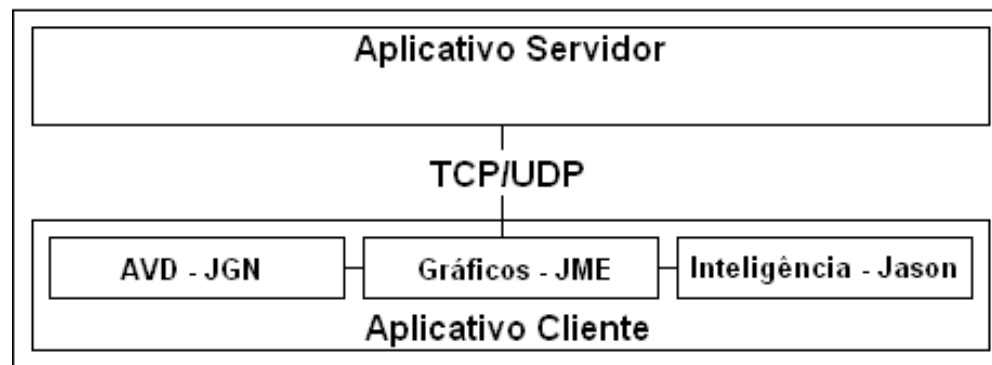 Aplicativo Servidor
TCP/UDP
AVD - JGN
Gráficos - JME
Inteligência - Jason
Aplicativo Cliente